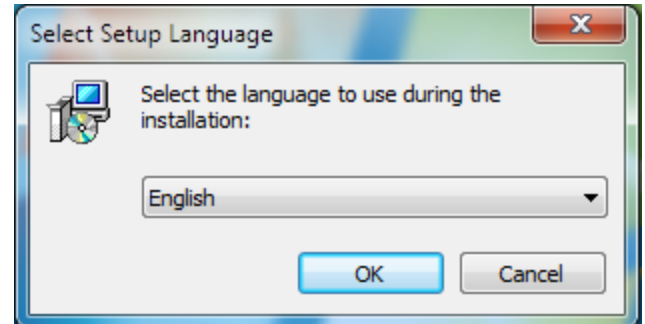 Select Setup Language
Select the language to use during the
installation:
English
OK
Cancel